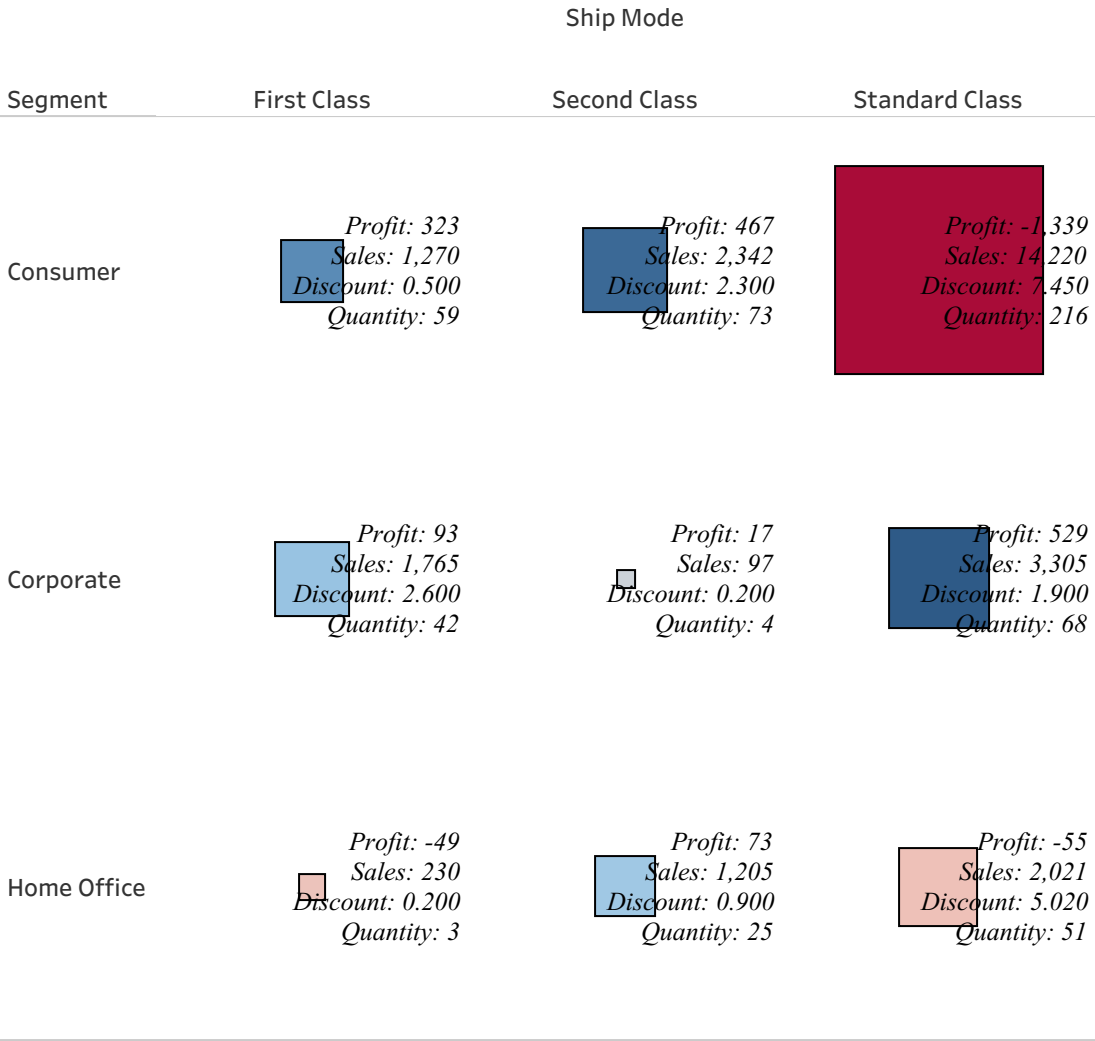 Ship Mode
Segment First Class Second Class Standard Class
Consumer
Profit: 323
Sales: 1,270
Discount: 0.500
Quantity: 59
Profit: 467
Sales: 2,342
Discount: 2.300
Quantity: 73
Profit: -1,339
Sales: 14,220
Discount: 7.450
Quantity: 216
Corporate
Profit: 93
Sales: 1,765
Discount: 2.600
Quantity: 42
Profit: 17
Sales: 97
Discount: 0.200
Quantity: 4
Profit: 529
Sales: 3,305
Discount: 1.900
Quantity: 68
Home Office
Profit: -49
Sales: 230
Discount: 0.200
Quantity: 3
Profit: 73
Sales: 1,205
Discount: 0.900
Quantity: 25
Profit: -55
Sales: 2,021
Discount: 5.020
Quantity: 51